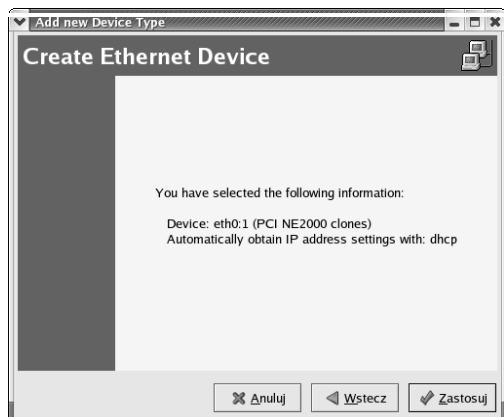 Add new Device Type
Create Ethernet Device
You have selected the following information:
Device: eth0:1 (PCI NE2000 clones)
Automatically obtain IP address settings with: dhcp
Anuluj
Wstecz
Zastosuj